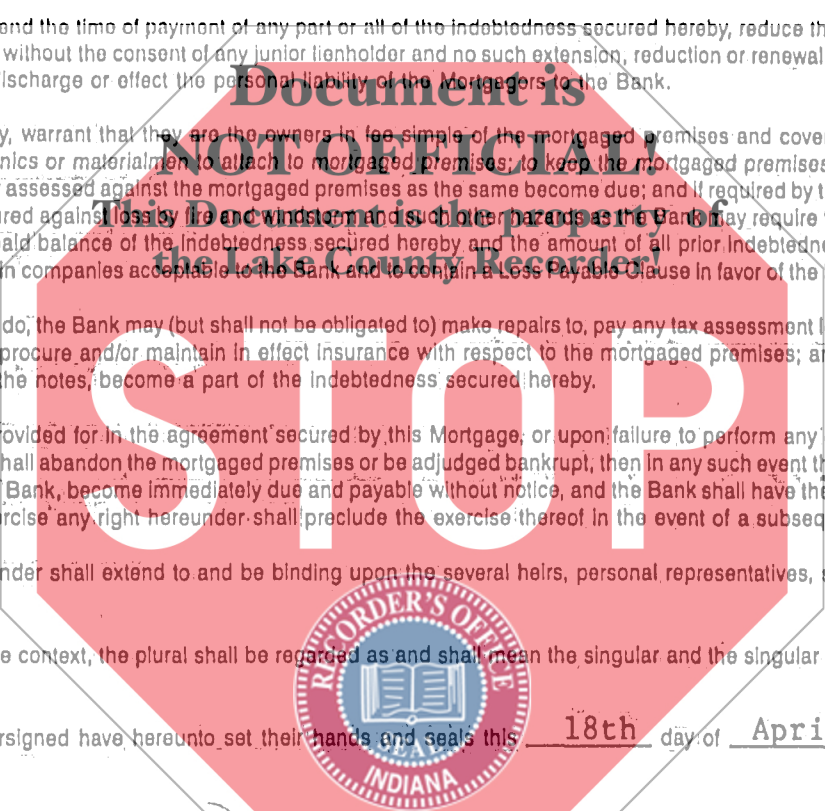 end the time of payment of any part or all of the indebtedness secured hereby, reduce th
without the consent of any junior lienholder and no such extension, reduction or renewal
ischarge or effect the personal liability of the Mortgagers to the Bank.
Document is
y, warrant that they are the owners in fee simple of the mortgaged premises and cove
NOT OFFICIAL!
nics or materialmen to attach to mortgaged premises; to keep the mortgaged premises
assessed against the mortgaged premises as the same become due; and if required by t
This Document is the property of
red against loss by fire and windstorm and such other hazards as the Bank may require
aid balance of the indebtedness secured hereby and the amount of all prior indebtedne
the Lake County Recorder!
in companies acceptable to the Bank and to contain a Loss Payable Clause in favor of the
do, the Bank may (but shall not be obligated to) make repairs to, pay any tax assessment l
procure and/or maintain in effect insurance with respect to the mortgaged premises; an
the notes, become a part of the indebtedness secured hereby.
STOP
rovided for in the agreement secured by this Mortgage, or upon failure to perform any
hall abandon the mortgaged premises or be adjudged bankrupt, then in any such event th
Bank, become immediately due and payable without notice, and the Bank shall have the
rcise any right hereunder shall preclude the exercise thereof in the event of a subseq
nder shall extend to and be binding upon the several heirs, personal representatives, s
RECORDER'S OFFICE
e context, the plural shall be regarded as and shall mean the singular and the singular
rsigned have hereunto set their hands and seals this 18th day of Apri
SEAL
INDIANA